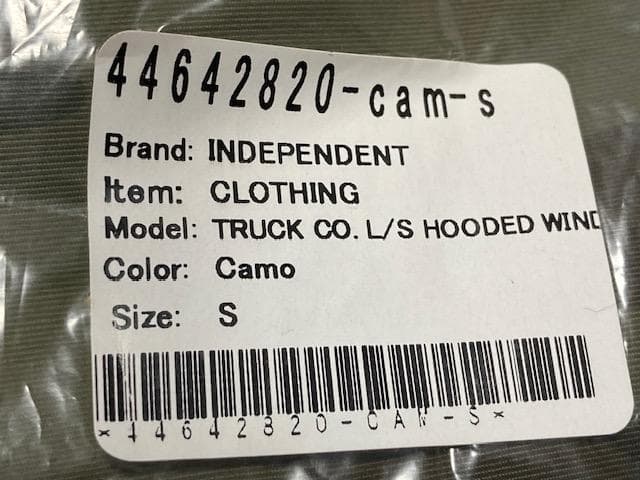 44642820-cam-s
Brand: INDEPENDENT
Item: CLOTHING
Model: TRUCK CO. L/S HOODED WIND
Color: Camo
Size: S
*44642820-CAM-S*